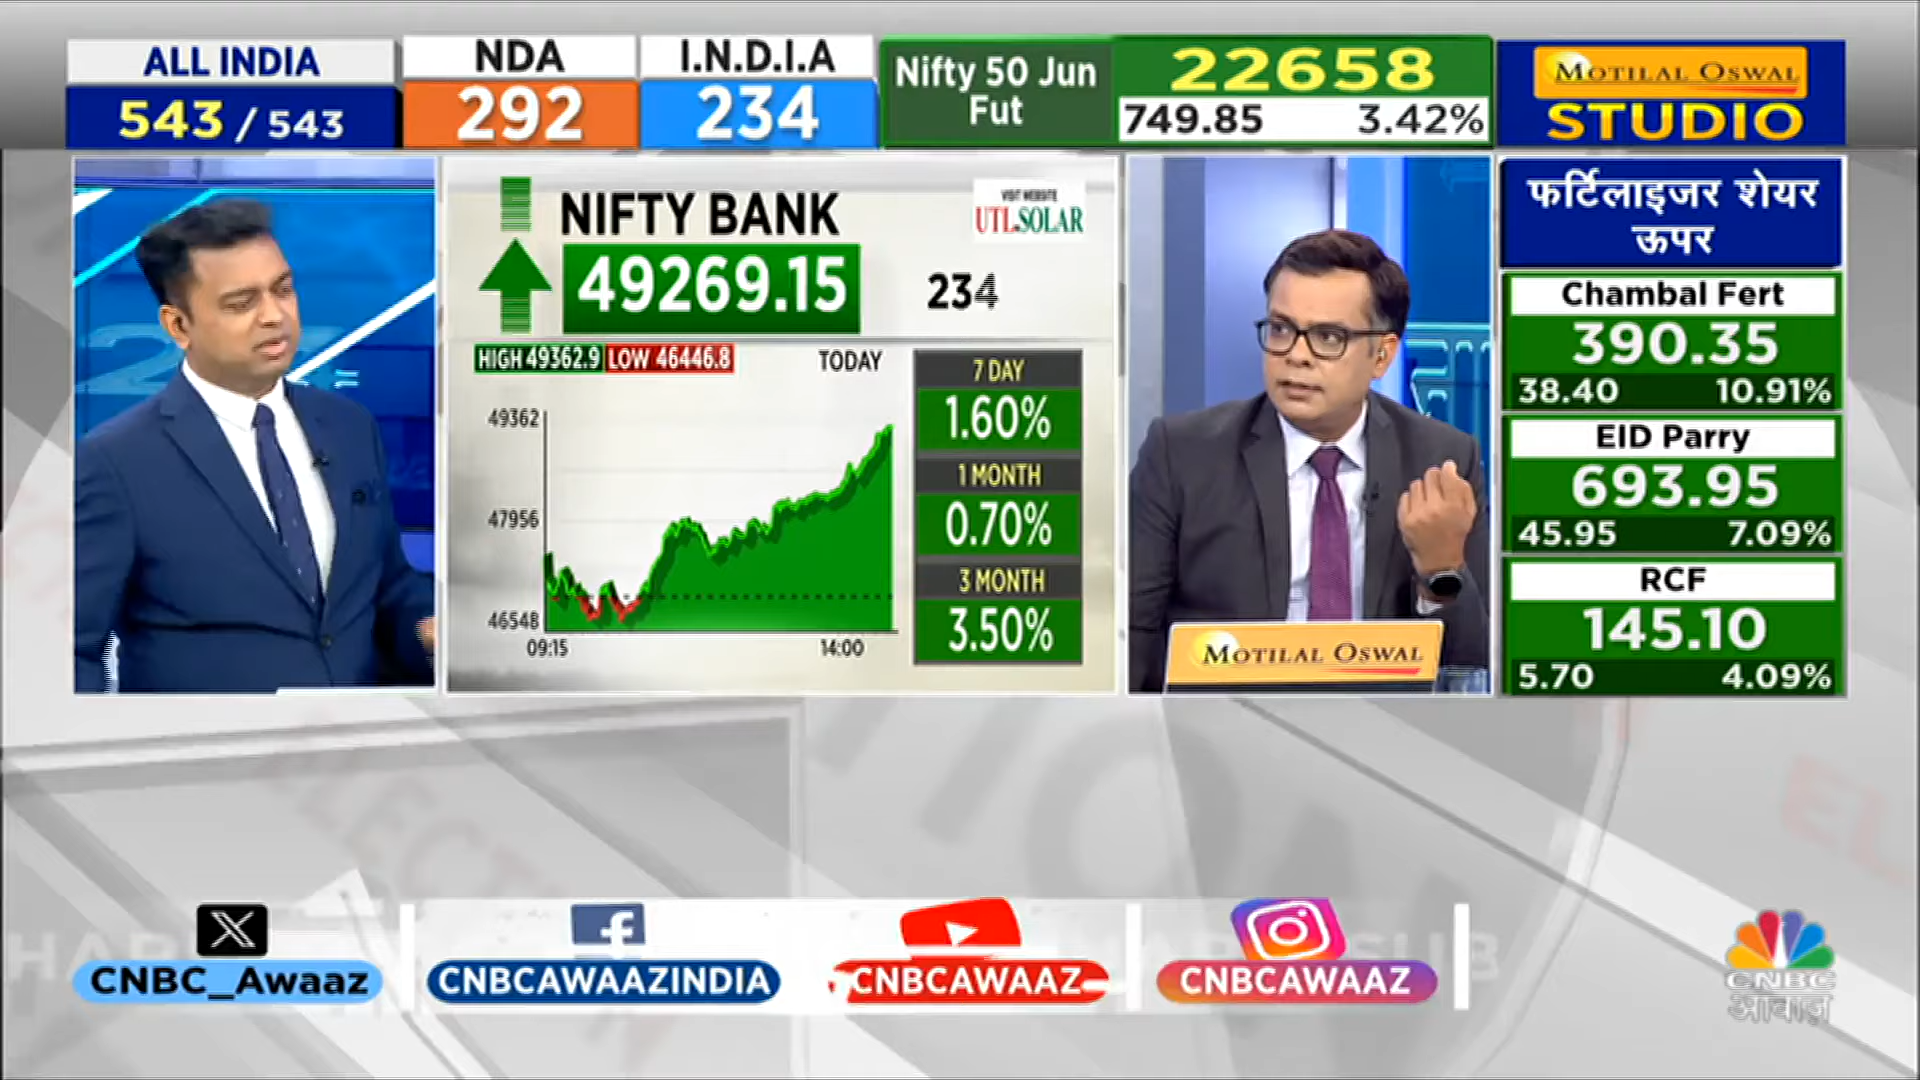 ALL INDIA
543 / 543
NDA
292
I.N.D.I.A
234
Nifty 50 Jun
Fut
22658
749.85 3.42%
MOTILAL OSWAL
STUDIO
NIFTY BANK
49269.15
VISIT WEBSITE
UTL SOLAR
234
HIGH 49362.9 LOW 46446.8
TODAY
49362
47956
46548
09:15 14:00
7 DAY
1.60%
1 MONTH
0.70%
3 MONTH
3.50%
MOTILAL OSWAL
फर्टिलाइजर शेयर
ऊपर
Chambal Fert
390.35
38.40 10.91%
EID Parry
693.95
45.95 7.09%
RCF
145.10
5.70 4.09%
CNBC_Awaaz
CNBCAWAAZINDIA
CNBCAWAAZ
CNBCAWAAZ
CNBC
आवाज़